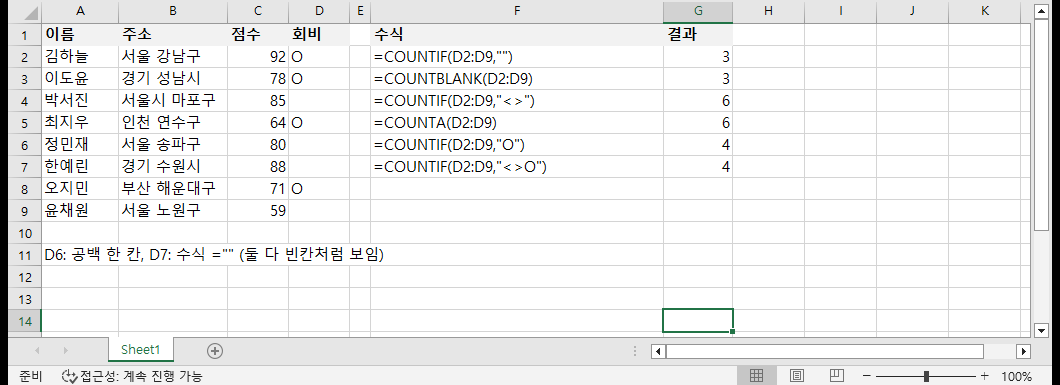 A B C D E F G H I J K
1 이름 주소 점수 회비 수식 결과
2 김하늘 서울 강남구 92 O =COUNTIF(D2:D9,"") 3
3 이도윤 경기 성남시 78 O =COUNTBLANK(D2:D9) 3
4 박서진 서울시 마포구 85 =COUNTIF(D2:D9,"<>") 6
5 최지우 인천 연수구 64 O =COUNTA(D2:D9) 6
6 정민재 서울 송파구 80 =COUNTIF(D2:D9,"O") 4
7 한예린 경기 수원시 88 =COUNTIF(D2:D9,"<>O") 4
8 오지민 부산 해운대구 71 O
9 윤채원 서울 노원구 59
10
11 D6: 공백 한 칸, D7: 수식 ="" (둘 다 빈칸처럼 보임)
12
13
14
Sheet1
준비 접근성: 계속 진행 가능 100%